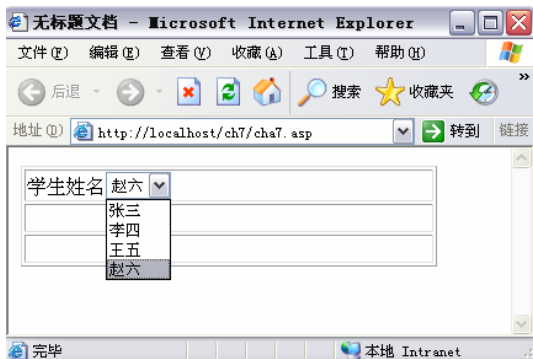 无标题文档 - Microsoft Internet Explorer
文件(F) 编辑(E) 查看(V) 收藏(A) 工具(T) 帮助(H)
后退 搜索 收藏夹 »
地址(D) http://localhost/ch7/cha7.asp 转到 链接
学生姓名 赵六
张三
李四
王五
赵六
完毕 本地 Intranet